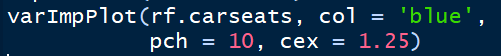 varImpPlot(rf.carseats, col = 'blue',
pch = 10, cex = 1.25)